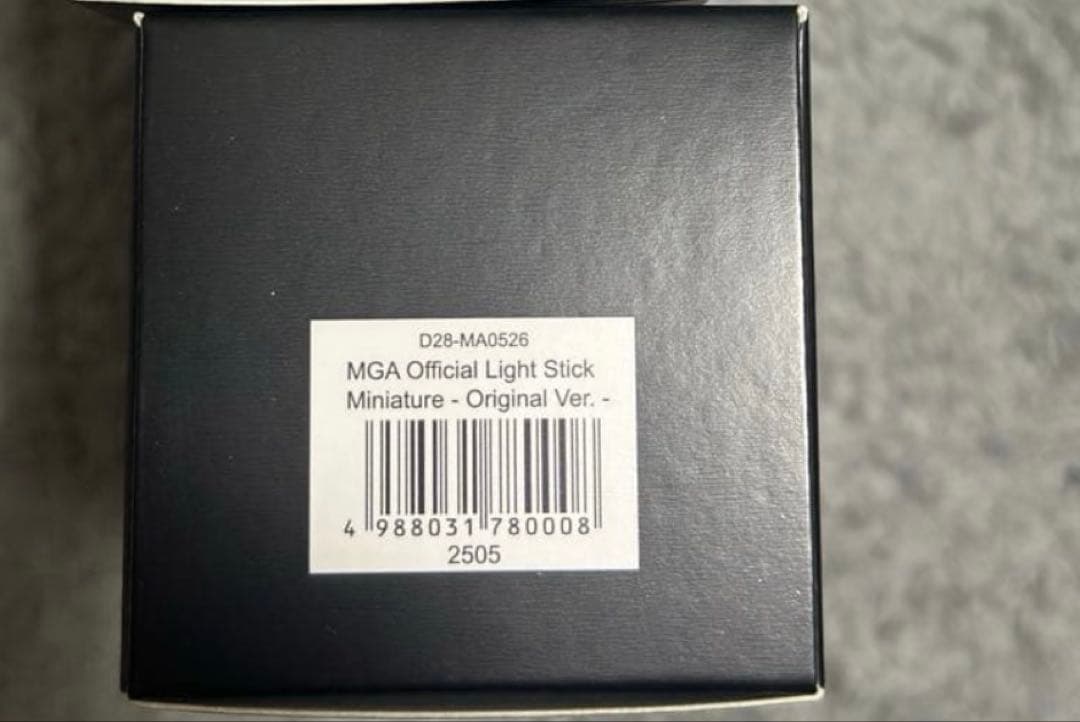 D28-MA0526
MGA Official Light Stick
Miniature - Original Ver. -
4 988031 780008
2505